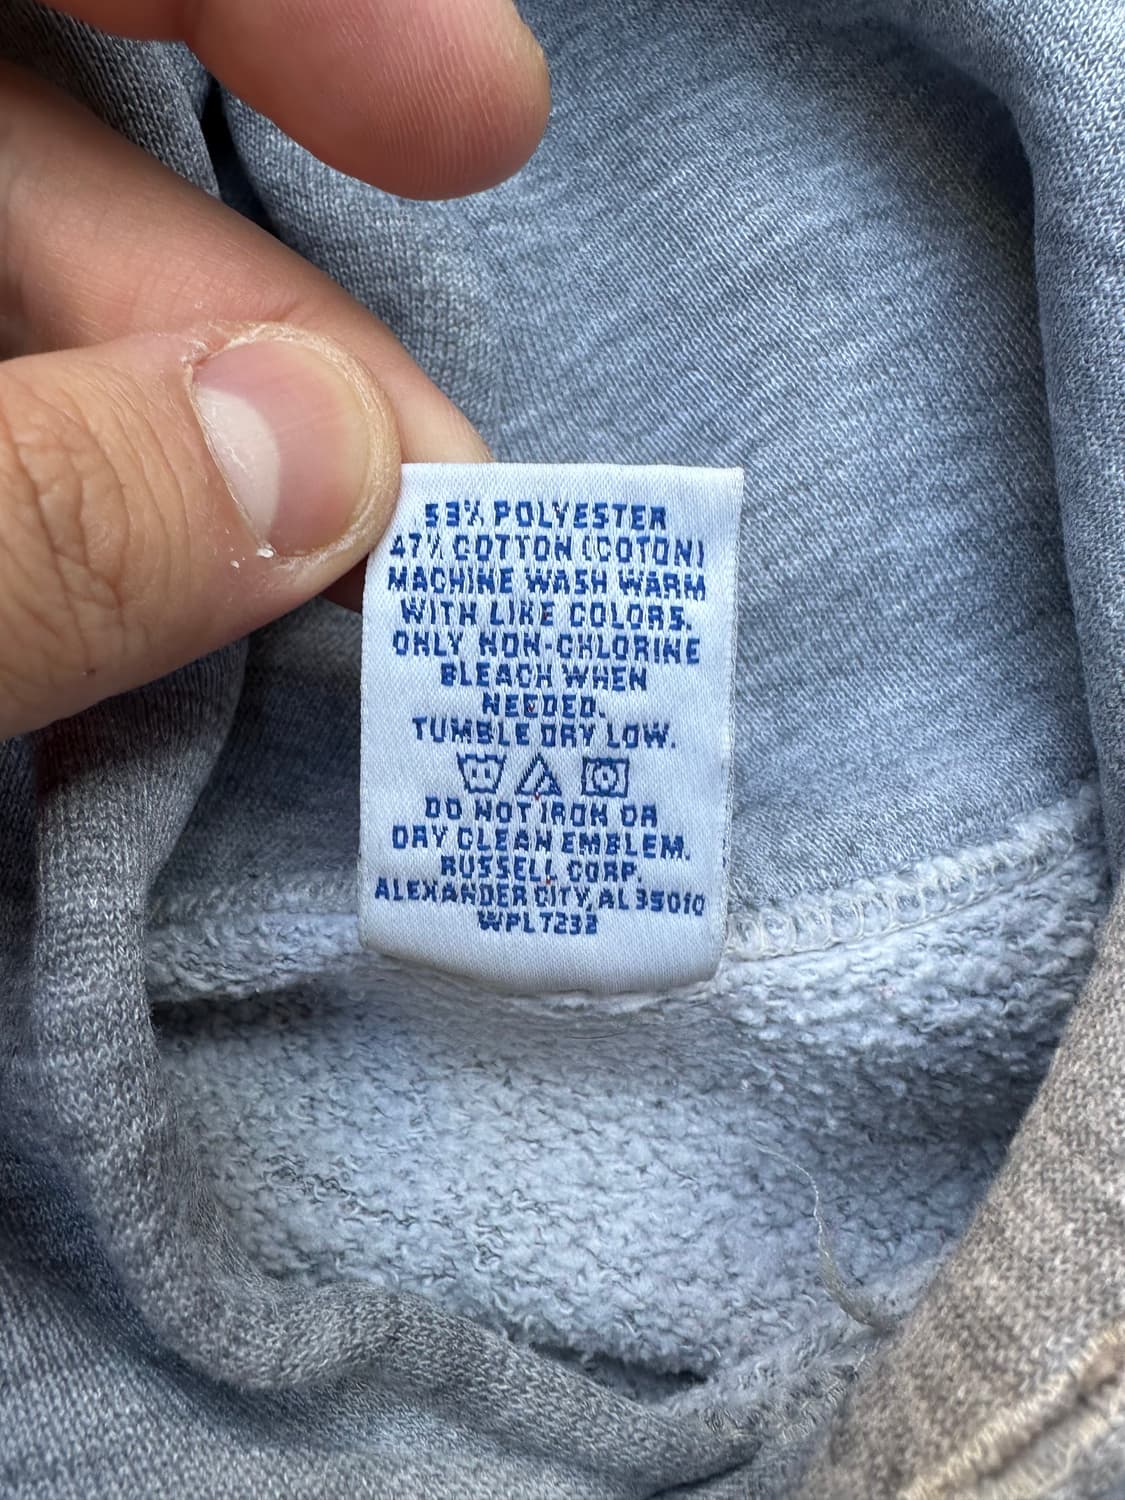 53% POLYESTER
47% COTTON (COTON)
MACHINE WASH WARM
WITH LIKE COLORS.
ONLY NON-CHLORINE
BLEACH WHEN
NEEDED.
TUMBLE DRY LOW.
DO NOT IRON OR
DRY CLEAN EMBLEM.
RUSSELL CORP.
ALEXANDER CITY, AL 35010
WPL 7232